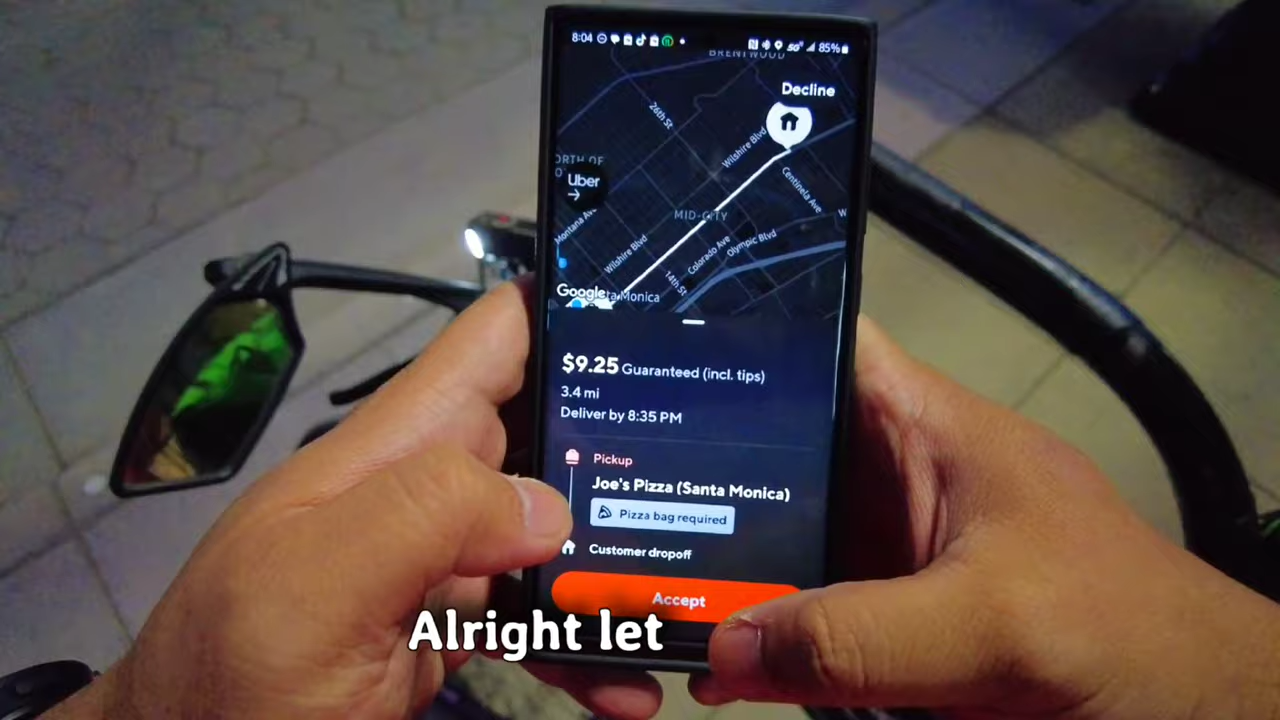 8:04
5G 85%
BRENTWOOD
Decline
26th St
Wilshire Blvd
Uber
Centinela Ave
MID-CITY
Montana Ave
Wilshire Blvd
Colorado Ave
Olympic Blvd
14th St
Google
ta Monica
$9.25 Guaranteed (incl. tips)
3.4 mi
Deliver by 8:35 PM
Pickup
Joe's Pizza (Santa Monica)
Pizza bag required
Customer dropoff
Accept
Alright let